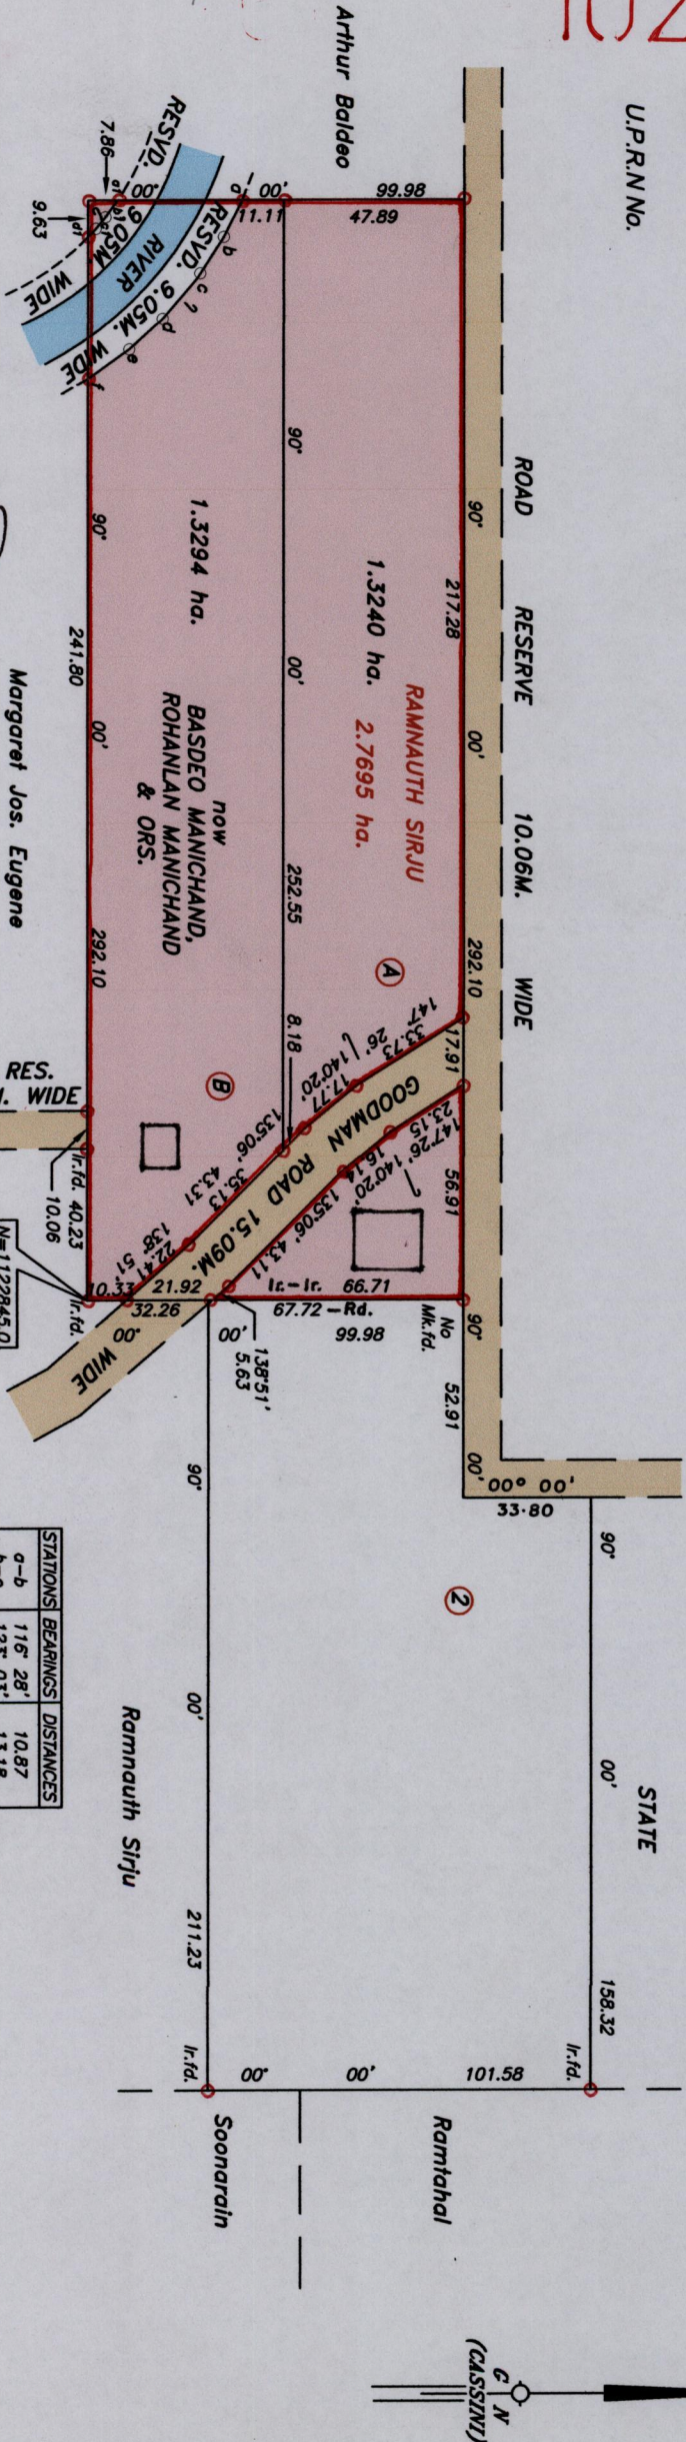 102
U.P.R.N No.
Arthur Baldeo
99.98
00'
00°
47.89
11.11
7.86
9.63
RESVD. 9.05M WIDE
RIVER
RESVD. 9.05M. WIDE
a
b
c
d
e
f
ROAD RESERVE 10.06M. WIDE
90° 217.28 00' 292.10
17.91
56.91
52.91
1.3240 ha.
RAMNAUTH SIRJU
2.7695 ha.
A
90° 00' 252.55
8.18
1.3294 ha.
now
BASDEO MANICHAND,
ROHANLAN MANICHAND
& ORS.
B
90° 241.80 00' 292.10
Margaret Jos. Eugene
RES.
WIDE
Ir.fd. 40.23
10.06
Ir.fd.
N=1122845.0
GOODMAN ROAD 15.09M. WIDE
147° 26'
33.73
140°20'
17.77
135°06'
43.31
35.13
138° 51'
22.41
23.15
147°26'
140°20'
16.14
135°06' 43.11
10.33
21.92
32.26
Ir.-Ir. 66.71
67.72-Rd.
00° 00' 99.98
138°51'
5.63
No
Mk.fd.
90° 00'
00° 00'
33.80
90° 00' 158.32
STATE
2
90° 00' 211.23
Ir.fd.
Ir.fd.
00° 00' 101.58
Ramnauth Sirju
Soonarain
Ramtahal
STATIONS BEARINGS DISTANCES
a-b 116° 28' 10.87
b-c 123° 03' 13.18
G N
(CASSINI)